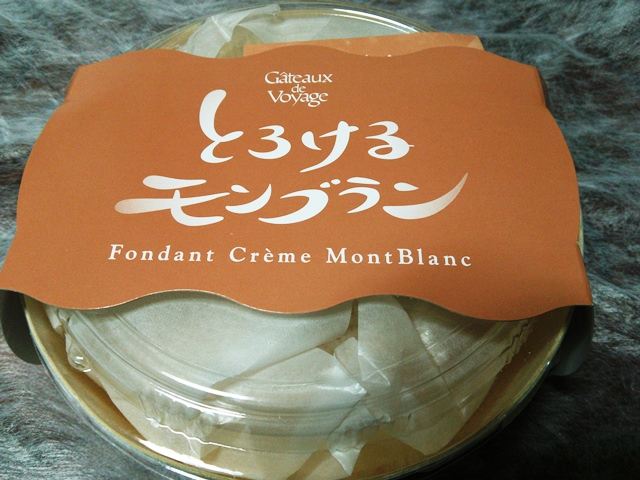 Gâteaux
de
Voyage
とろける
モンブラン
Fondant Crème MontBlanc